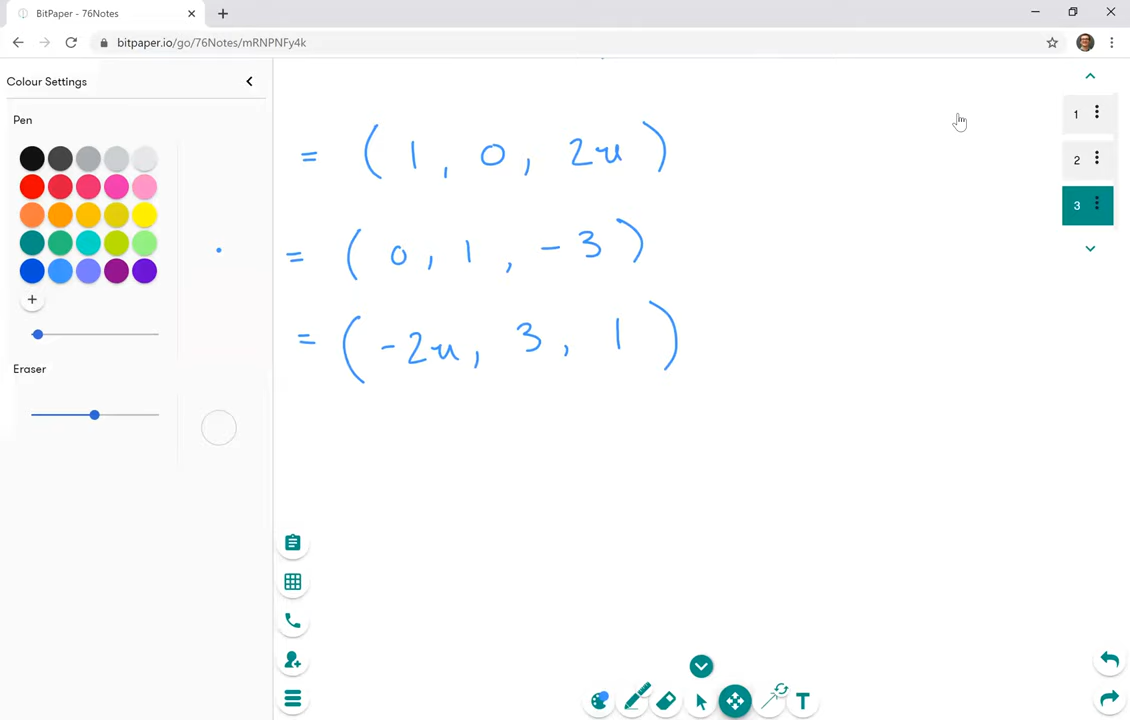 BitPaper - 76Notes
bitpaper.io/go/76Notes/mRNPNFy4k
Colour Settings
Pen
Eraser
= (1, 0, 2u)
= (0, 1, -3)
= (-2u, 3, 1)
1
2
3
T